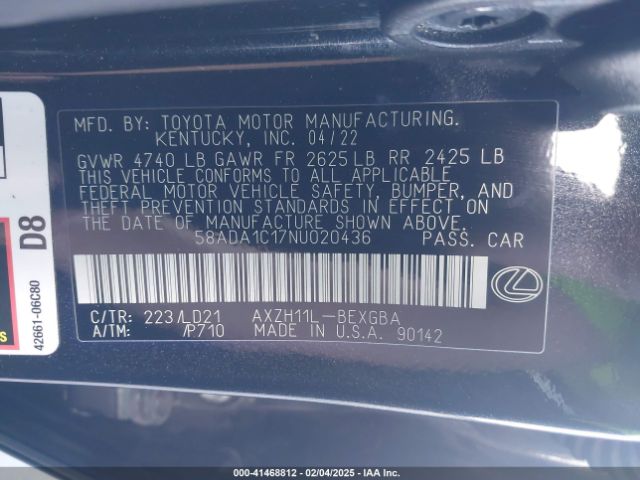 MFD. BY: TOYOTA MOTOR MANUFACTURING.
KENTUCKY, INC. 04/22
GVWR 4740 LB GAWR FR 2625 LB RR 2425 LB
THIS VEHICLE CONFORMS TO ALL APPLICABLE
FEDERAL MOTOR VEHICLE SAFETY, BUMPER, AND
THEFT PREVENTION STANDARDS IN EFFECT ON
THE DATE OF MANUFACTURE SHOWN ABOVE.
58ADA1C17NU020436 PASS. CAR
C/TR: 223/LD21 AXZH11L-BEXGBA
A/TM: /P710 MADE IN U.S.A. 90142
D8
42661-06C80
000-41468812 - 02/04/2025 - IAAI.CA